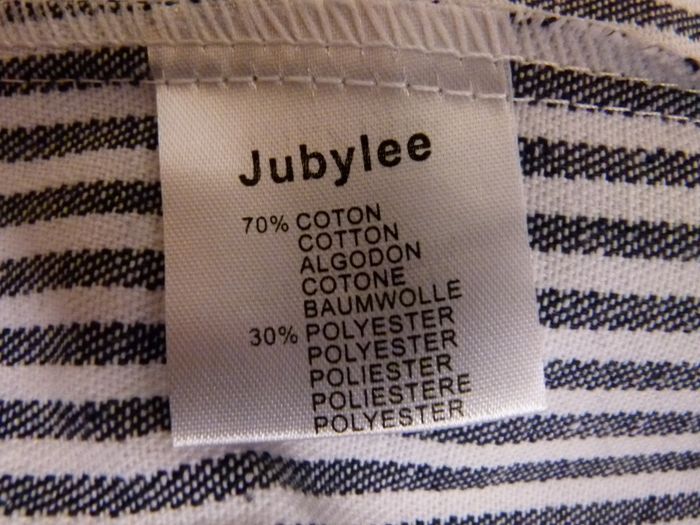 Jubylee
70% COTON
COTTON
ALGODON
COTONE
BAUMWOLLE
30% POLYESTER
POLYESTER
POLIESTER
POLIESTERE
POLYESTER